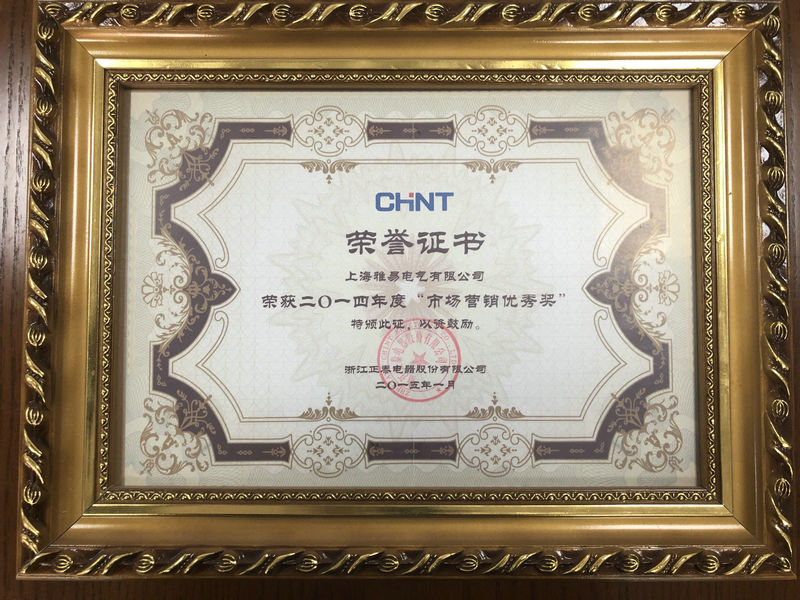 CHNT
荣誉证书
上海雅易电气有限公司
荣获二〇一四年度“市场营销优秀奖”
特颁此证，以资鼓励。
浙江正泰电器股份有限公司
二〇一五年一月